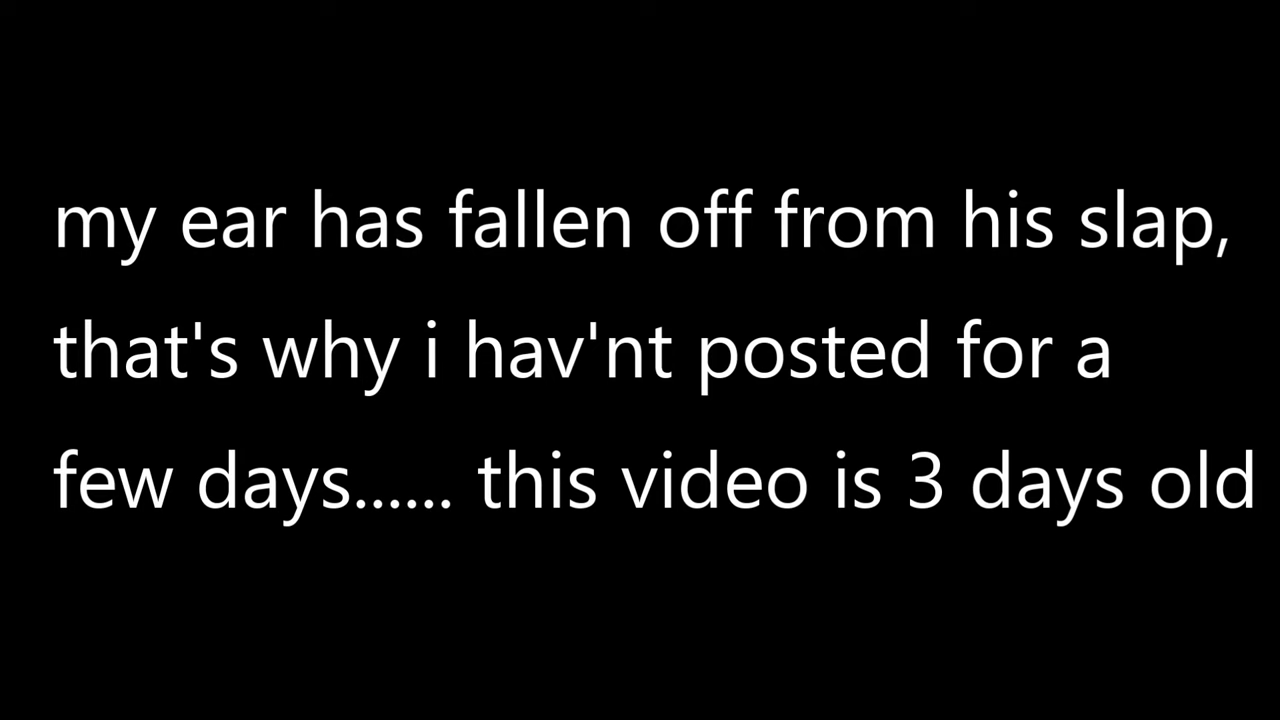 my ear has fallen off from his slap,
that's why i hav'nt posted for a
few days...... this video is 3 days old